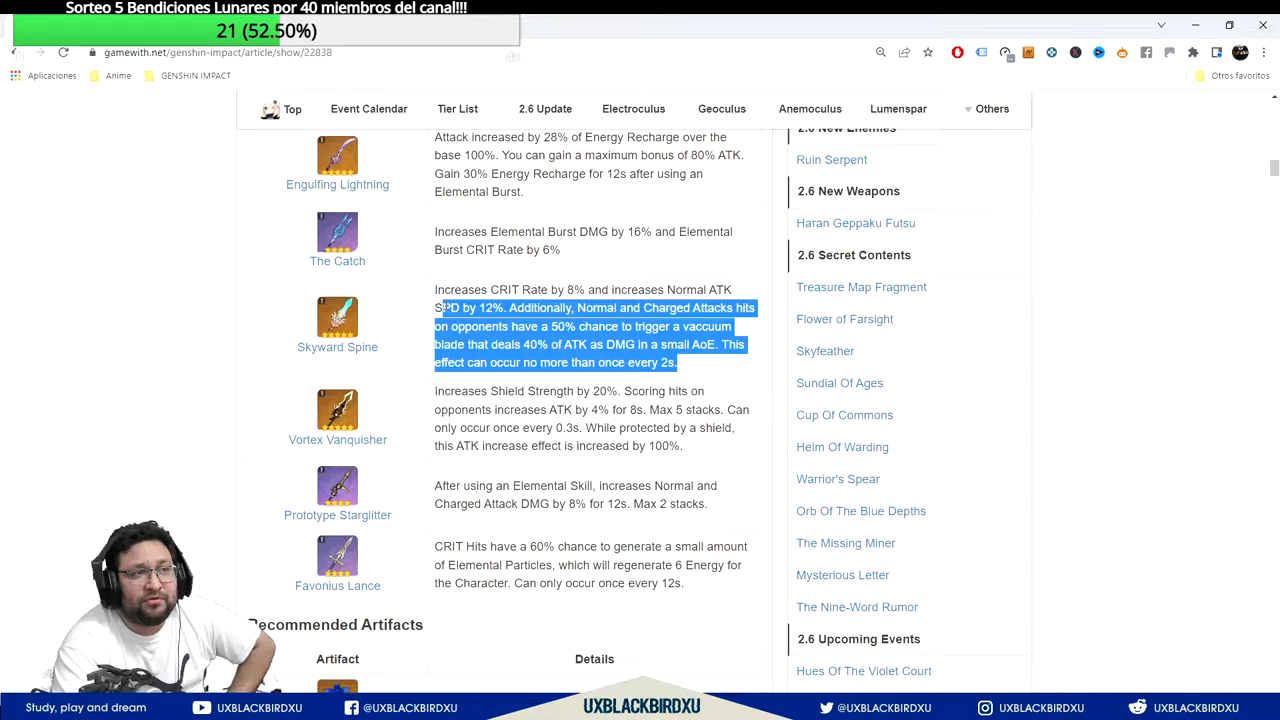 Sorteo 5 Bendiciones Lunares por 40 miembros del canal!!!
21 (52.50%)
gamewith.net/genshin-impact/article/show/22838
Aplicaciones
Anime
GENSHIN IMPACT
Otros favoritos
Top
Event Calendar
Tier List
2.6 Update
Electroculus
Geoculus
Anemoculus
Lumenspar
Others
Engulfing Lightning
Attack increased by 28% of Energy Recharge over the
base 100%. You can gain a maximum bonus of 80% ATK.
Gain 30% Energy Recharge for 12s after using an
Elemental Burst.
The Catch
Increases Elemental Burst DMG by 16% and Elemental
Burst CRIT Rate by 6%
Skyward Spine
Increases CRIT Rate by 8% and increases Normal ATK
SPD by 12%. Additionally, Normal and Charged Attacks hits
on opponents have a 50% chance to trigger a vaccuum
blade that deals 40% of ATK as DMG in a small AoE. This
effect can occur no more than once every 2s.
Vortex Vanquisher
Increases Shield Strength by 20%. Scoring hits on
opponents increases ATK by 4% for 8s. Max 5 stacks. Can
only occur once every 0.3s. While protected by a shield,
this ATK increase effect is increased by 100%.
Prototype Starglitter
After using an Elemental Skill, increases Normal and
Charged Attack DMG by 8% for 12s. Max 2 stacks.
Favonius Lance
CRIT Hits have a 60% chance to generate a small amount
of Elemental Particles, which will regenerate 6 Energy for
the Character. Can only occur once every 12s.
Recommended Artifacts
Artifact
Details
2.6 New Enemies
Ruin Serpent
2.6 New Weapons
Haran Geppaku Futsu
2.6 Secret Contents
Treasure Map Fragment
Flower of Farsight
Skyfeather
Sundial Of Ages
Cup Of Commons
Helm Of Warding
Warrior's Spear
Orb Of The Blue Depths
The Missing Miner
Mysterious Letter
The Nine-Word Rumor
2.6 Upcoming Events
Hues Of The Violet Court
Study, play and dream
UXBLACKBIRDXU
@UXBLACKBIRDXU
UXBLACKBIRDXU
@UXBLACKBIRDXU
@UXBLACKBIRDXU
@UXBLACKBIRDXU